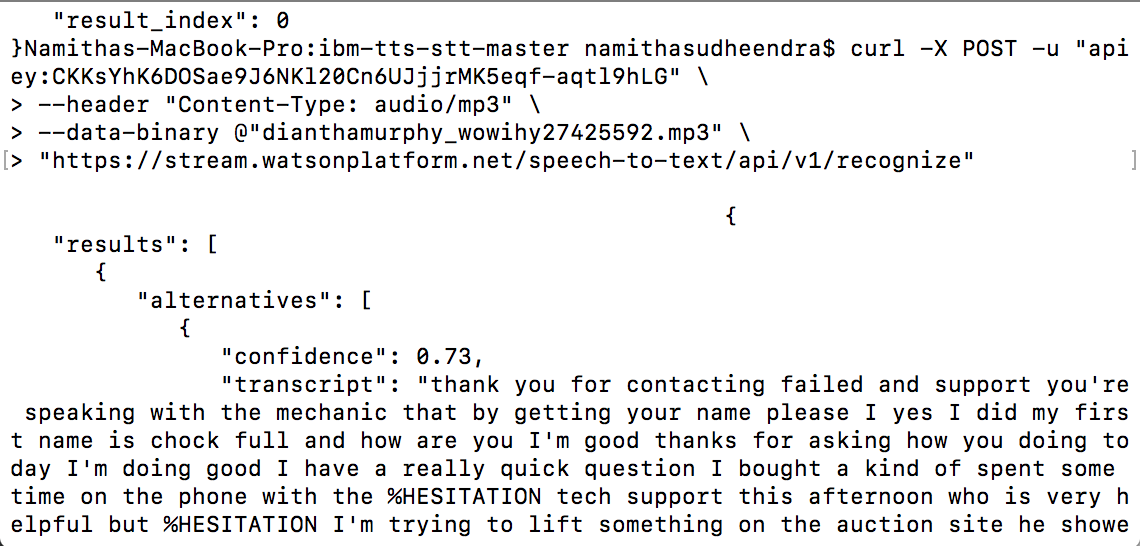 "result_index": 0
}Namithas-MacBook-Pro:ibm-tts-stt-master namithasudheendra$ curl -X POST -u "api
ey:CKKsYhK6DOSae9J6NKl20Cn6UJjjrMK5eqf-aqtl9hLG" \
> --header "Content-Type: audio/mp3" \
> --data-binary @"dianthamurphy_wowihy27425592.mp3" \
[> "https://stream.watsonplatform.net/speech-to-text/api/v1/recognize" ]
{
"results": [
{
"alternatives": [
{
"confidence": 0.73,
"transcript": "thank you for contacting failed and support you're
speaking with the mechanic that by getting your name please I yes I did my firs
t name is chock full and how are you I'm good thanks for asking how you doing to
day I'm doing good I have a really quick question I bought a kind of spent some
time on the phone with the %HESITATION tech support this afternoon who is very h
elpful but %HESITATION I'm trying to lift something on the auction site he showe